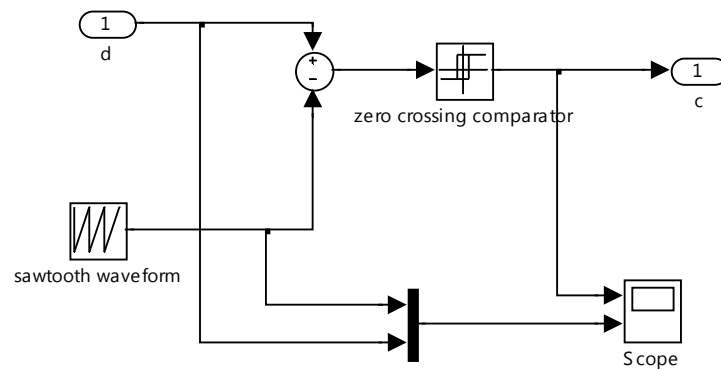 1
d
+
−
zero crossing comparator
1
c
sawtooth waveform
Scope